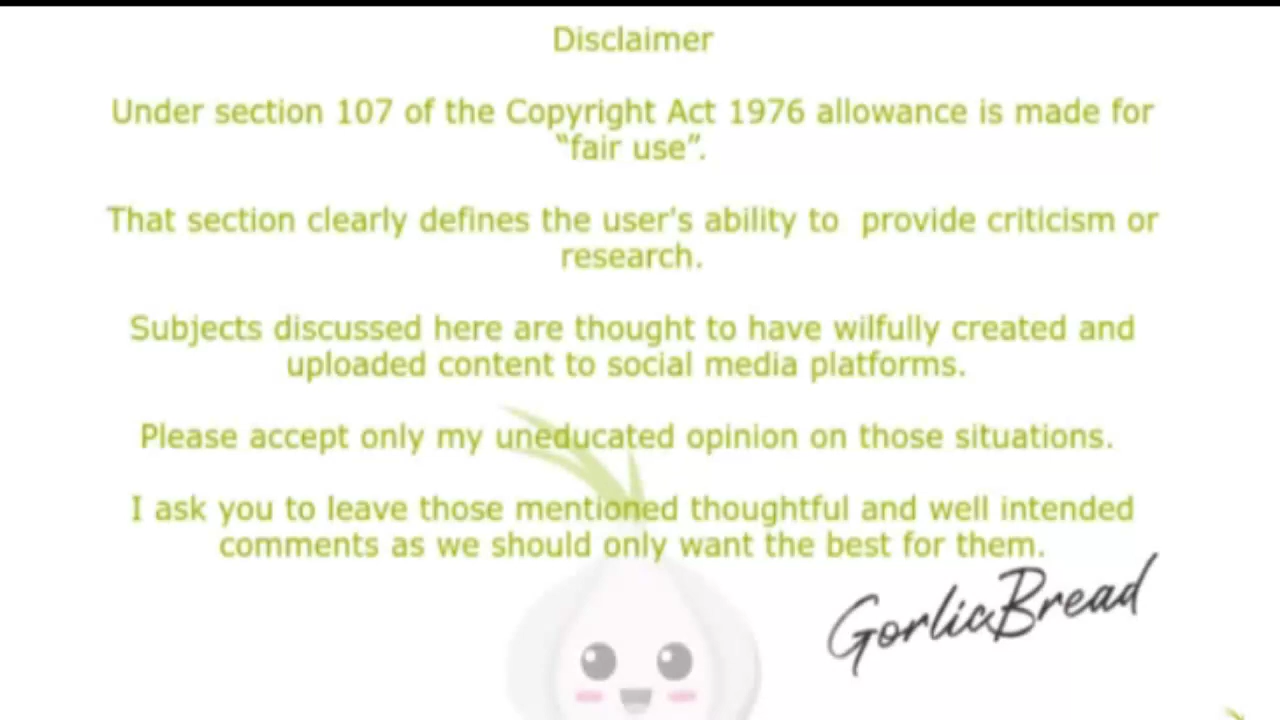 Disclaimer
Under section 107 of the Copyright Act 1976 allowance is made for
“fair use”.
That section clearly defines the user's ability to  provide criticism or
research.
Subjects discussed here are thought to have wilfully created and
uploaded content to social media platforms.
Please accept only my uneducated opinion on those situations.
I ask you to leave those mentioned thoughtful and well intended
comments as we should only want the best for them.
GorlicBread